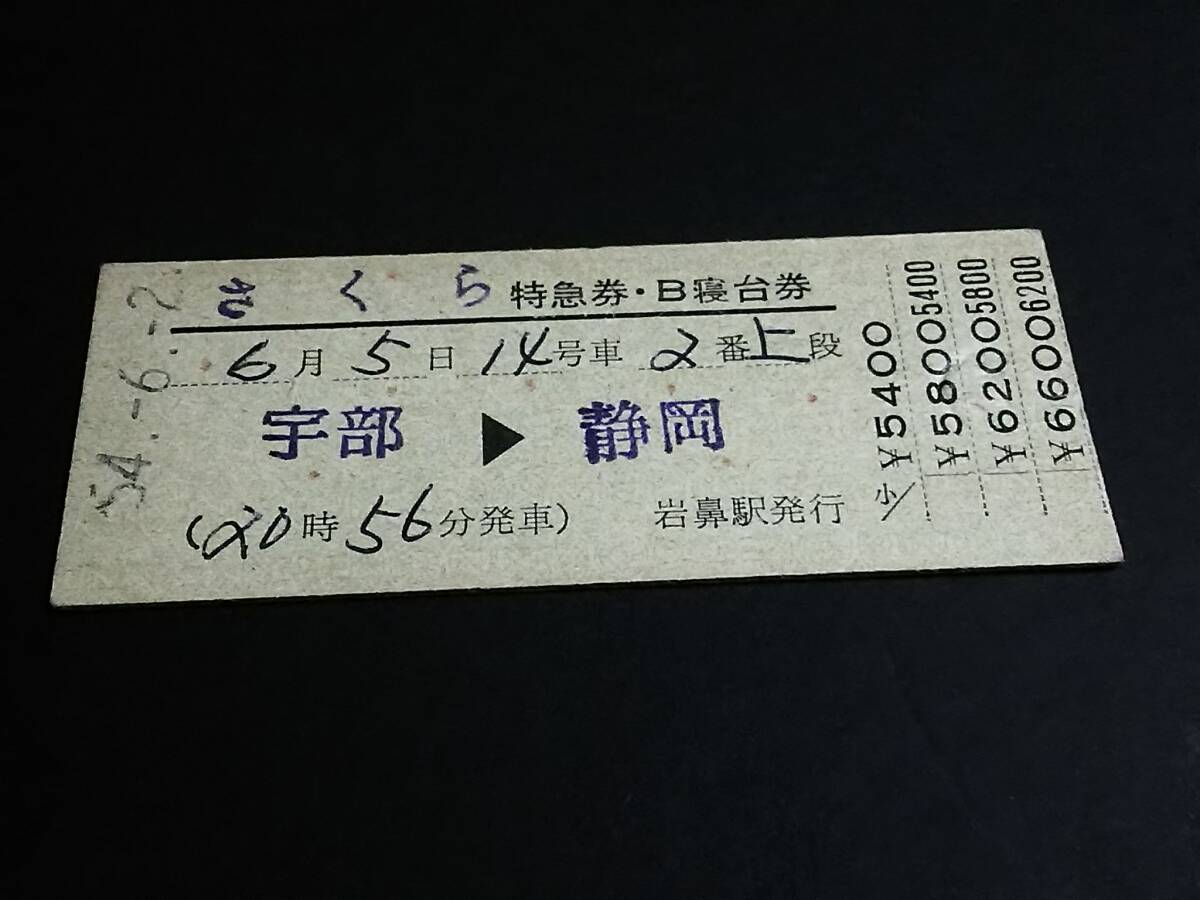 54.-6.-2.
さくら 特急券・B寝台券
6月5日14号車2番上段
宇部▶静岡
(20時56分発車) 岩鼻駅発行
小/¥5400
¥5800 5400
¥6200 5800
¥6600 6200